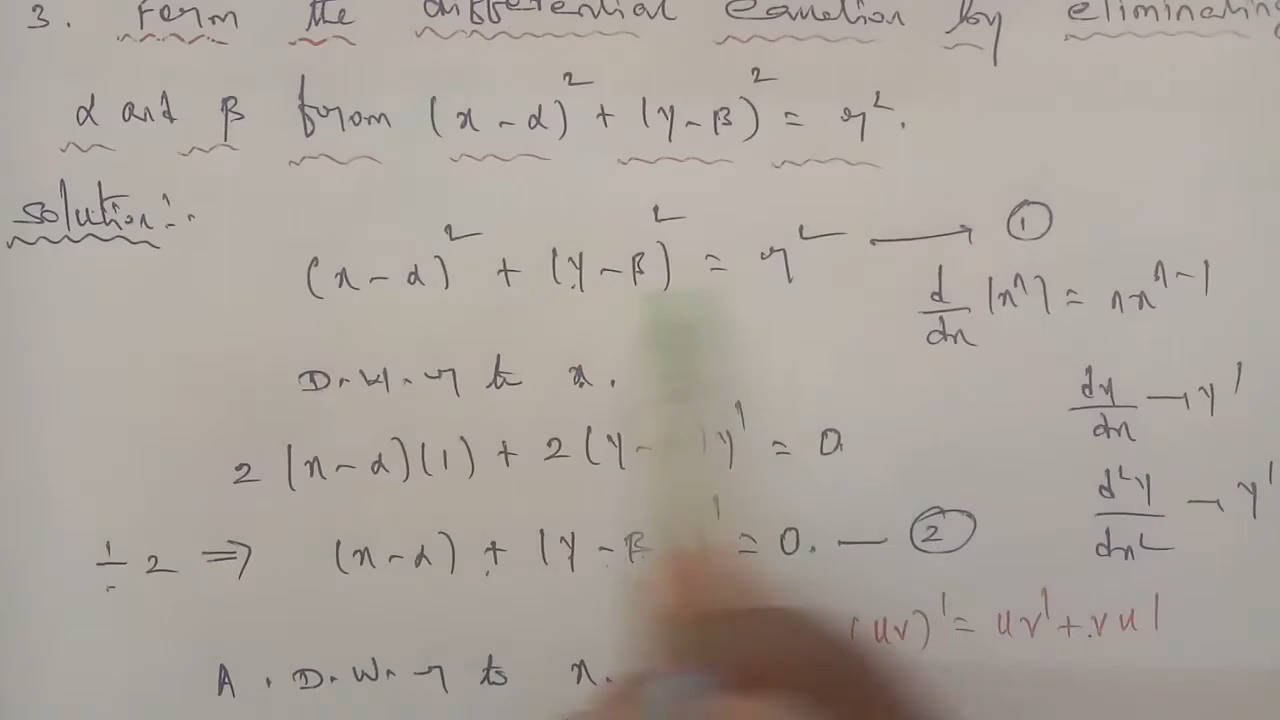 3. Form the differential equation by eliminating
α and β from (x - α)² + (y - β)² = r².
Solution:-
(x - α)² + (y - β)² = r² → ①
d/dx (xⁿ) = nxⁿ⁻¹
D. W. r to x.
dy/dx → y'
2 (x - α)(1) + 2 (y - ) y' = 0.
d²y/dx² → y'
÷ 2 ⇒ (x - α) + (y - β ' = 0. — ②
(uv)' = uv' + vu'
A. D. W. r to x.